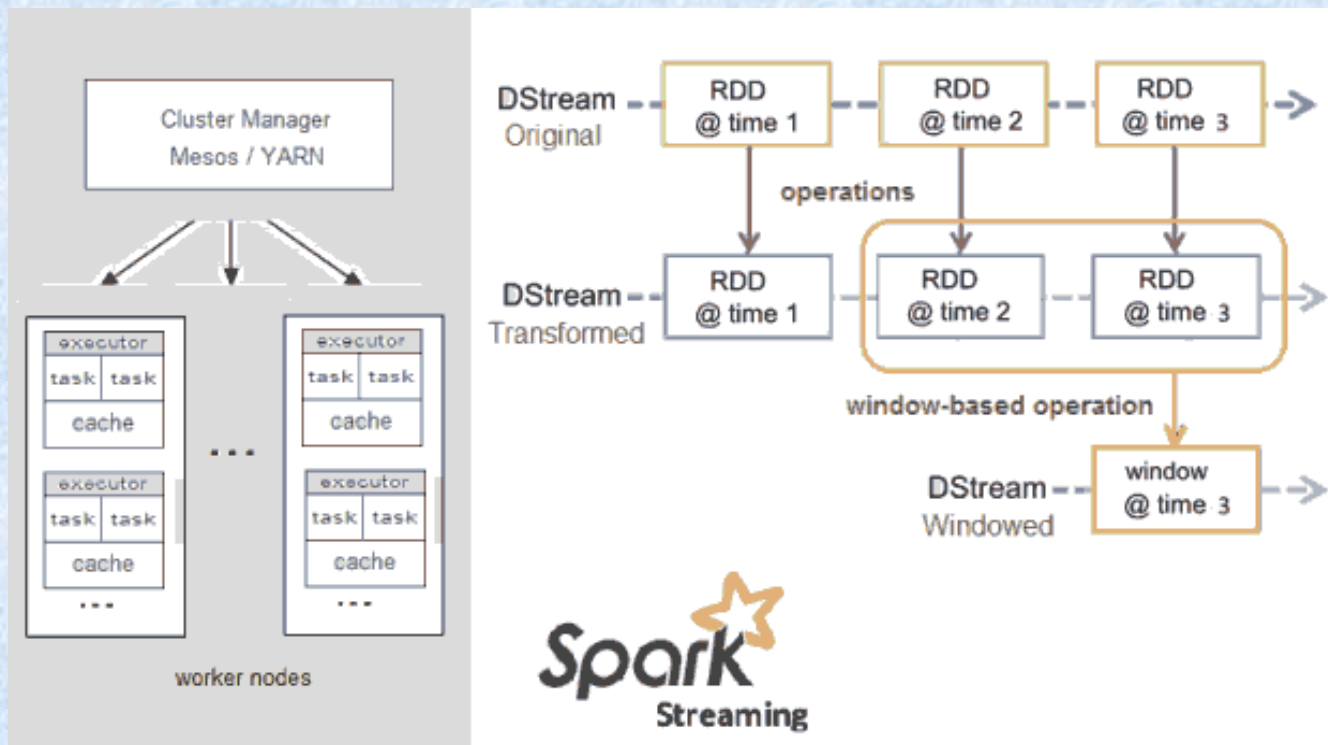 Cluster Manager
Mesos / YARN
executor
task task
cache
executor
task task
cache
...
...
executor
task task
cache
executor
task task
cache
...
worker nodes
DStream
Original
RDD
@ time 1
RDD
@ time 2
RDD
@ time 3
operations
DStream
Transformed
RDD
@ time 1
RDD
@ time 2
RDD
@ time 3
window-based operation
DStream
Windowed
window
@ time 3
Spark
Streaming